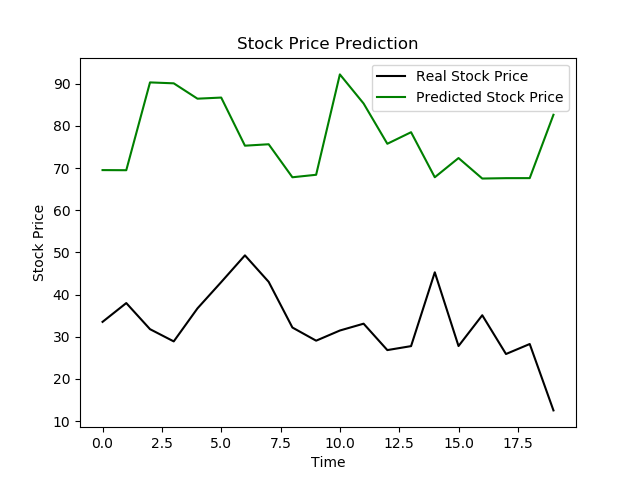 Stock Price Prediction
Real Stock Price
Predicted Stock Price
Stock Price
90
80
70
60
50
40
30
20
10
0.0 2.5 5.0 7.5 10.0 12.5 15.0 17.5
Time